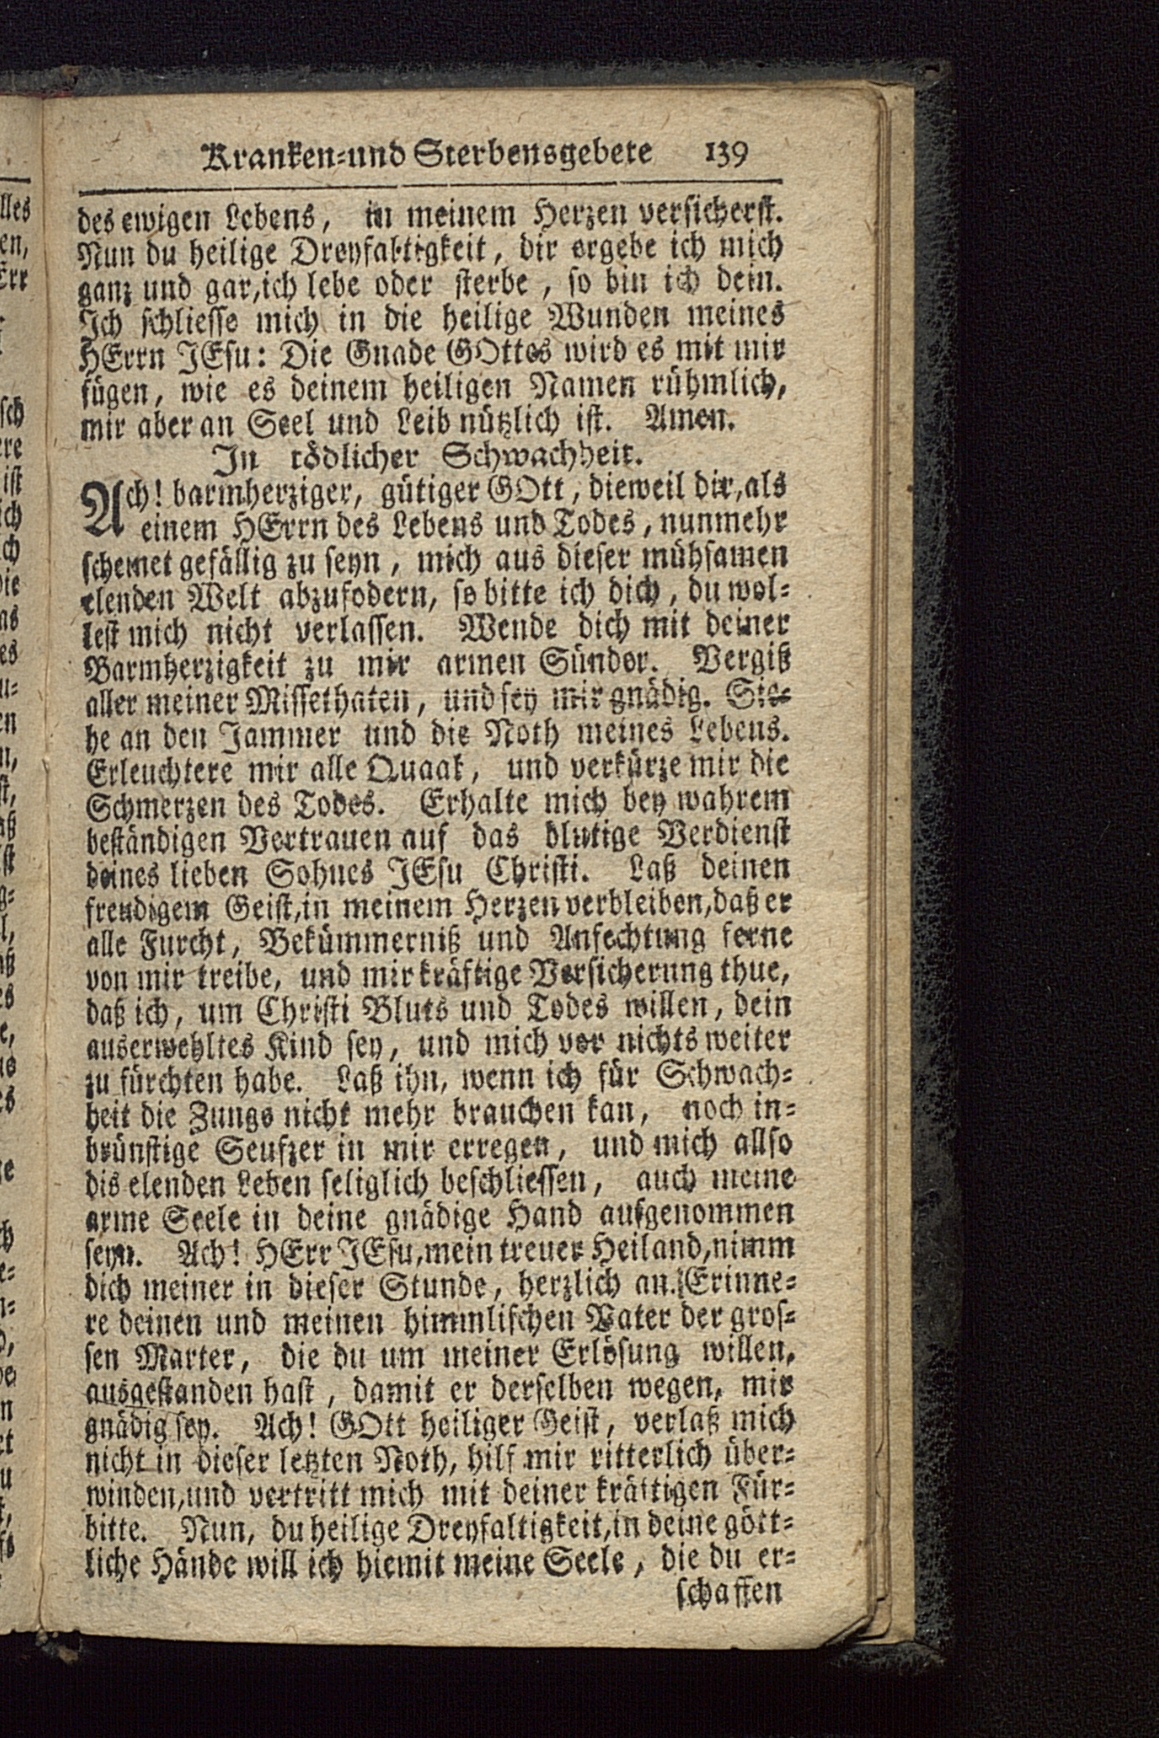 Kranken-und Sterbensgebete 139
des ewigen Lebens, in meinem Herzen versicherst.
Nun du heilige Dreyfaltigkeit, dir ergebe ich mich
ganz und gar, ich lebe oder sterbe, so bin ich dein.
Ich schliesse mich in die heilige Wunden meines
HErrn JEsu: Die Gnade GOttes wird es mit mir
fügen, wie es deinem heiligen Namen rühmlich,
mir aber an Seel und Leib nützlich ist. Amen.
In tödlicher Schwachheit.
Ach! barmherziger, gütiger GOtt, dieweil dir, als
einem HErrn des Lebens und Todes, nunmehr
scheinet gefällig zu seyn, mich aus dieser mühsamen
elenden Welt abzufodern, so bitte ich dich, du wol-
lest mich nicht verlassen. Wende dich mit deiner
Barmherzigkeit zu mir armen Sünder. Vergiß
aller meiner Missethaten, und sey mir gnädig. Sie-
he an den Jammer und die Noth meines Lebens.
Erleuchtere mir alle Quaal, und verkürze mir die
Schmerzen des Todes. Erhalte mich bey wahrem
beständigen Vertrauen auf das blutige Verdienst
deines lieben Sohnes JEsu Christi. Laß deinen
freudigem Geist, in meinem Herzen verbleiben, daß er
alle Furcht, Bekümmerniß und Anfechtung ferne
von mir treibe, und mir kräftige Versicherung thue,
daß ich, um Christi Bluts und Todes willen, dein
auserwehltes Kind sey, und mich vor nichts weiter
zu fürchten habe. Laß ihn, wenn ich für Schwach-
heit die Zunge nicht mehr brauchen kan, noch in-
brünstige Seufzer in mir erregen, und mich allso
dis elenden Leben seliglich beschliessen, auch meine
arme Seele in deine gnädige Hand aufgenommen
seyn. Ach! HErr JEsu, mein treuer Heiland, nimm
dich meiner in dieser Stunde, herzlich an. Erinne-
re deinen und meinen himmlischen Vater der gros-
sen Marter, die du um meiner Erlösung willen,
ausgestanden hast, damit er derselben wegen, mir
gnädig sey. Ach! GOtt heiliger Geist, verlaß mich
nicht in dieser letzten Noth, hilf mir ritterlich über-
winden, und vertritt mich mit deiner kräftigen Für-
bitte. Nun, du heilige Dreyfaltigkeit, in deine gött-
liche Hände will ich hiemit meine Seele, die du er-
schaffen